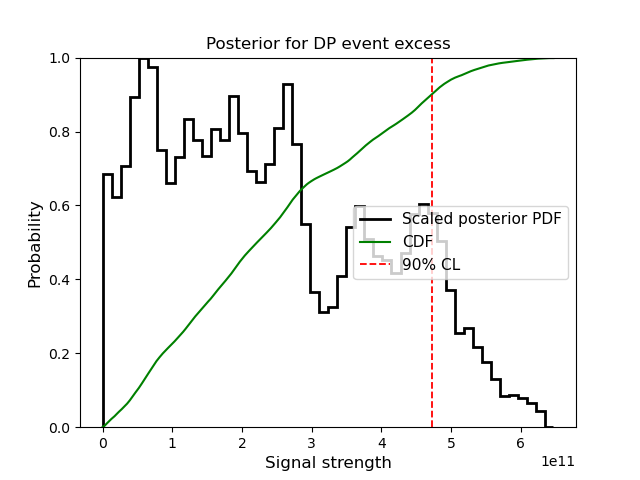 Posterior for DP event excess
Probability
1.0
0.8
0.6
0.4
0.2
0.0
Scaled posterior PDF
CDF
90% CL
0 1 2 3 4 5 6
1e11
Signal strength